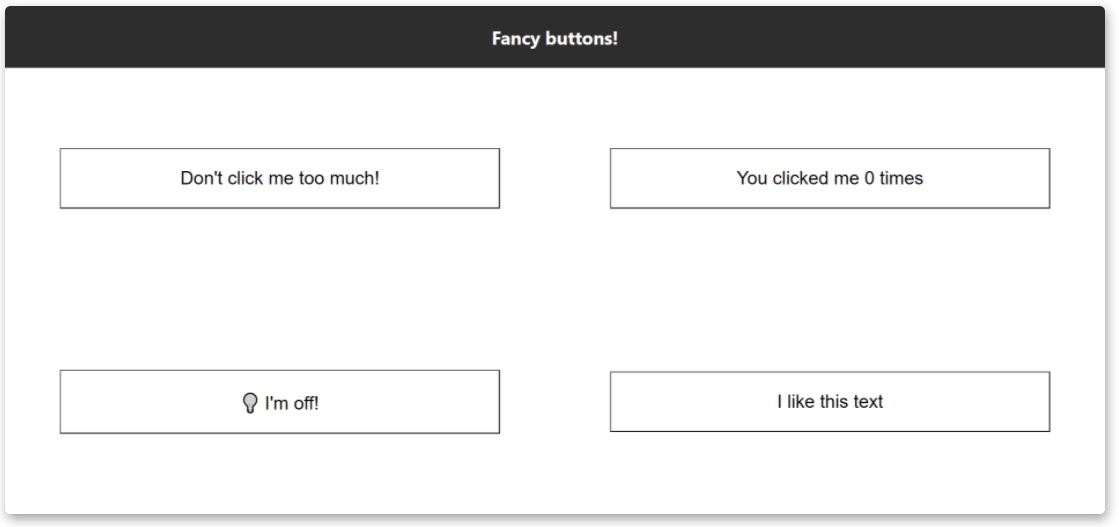 Fancy buttons!
Don't click me too much!
You clicked me 0 times
I'm off!
I like this text